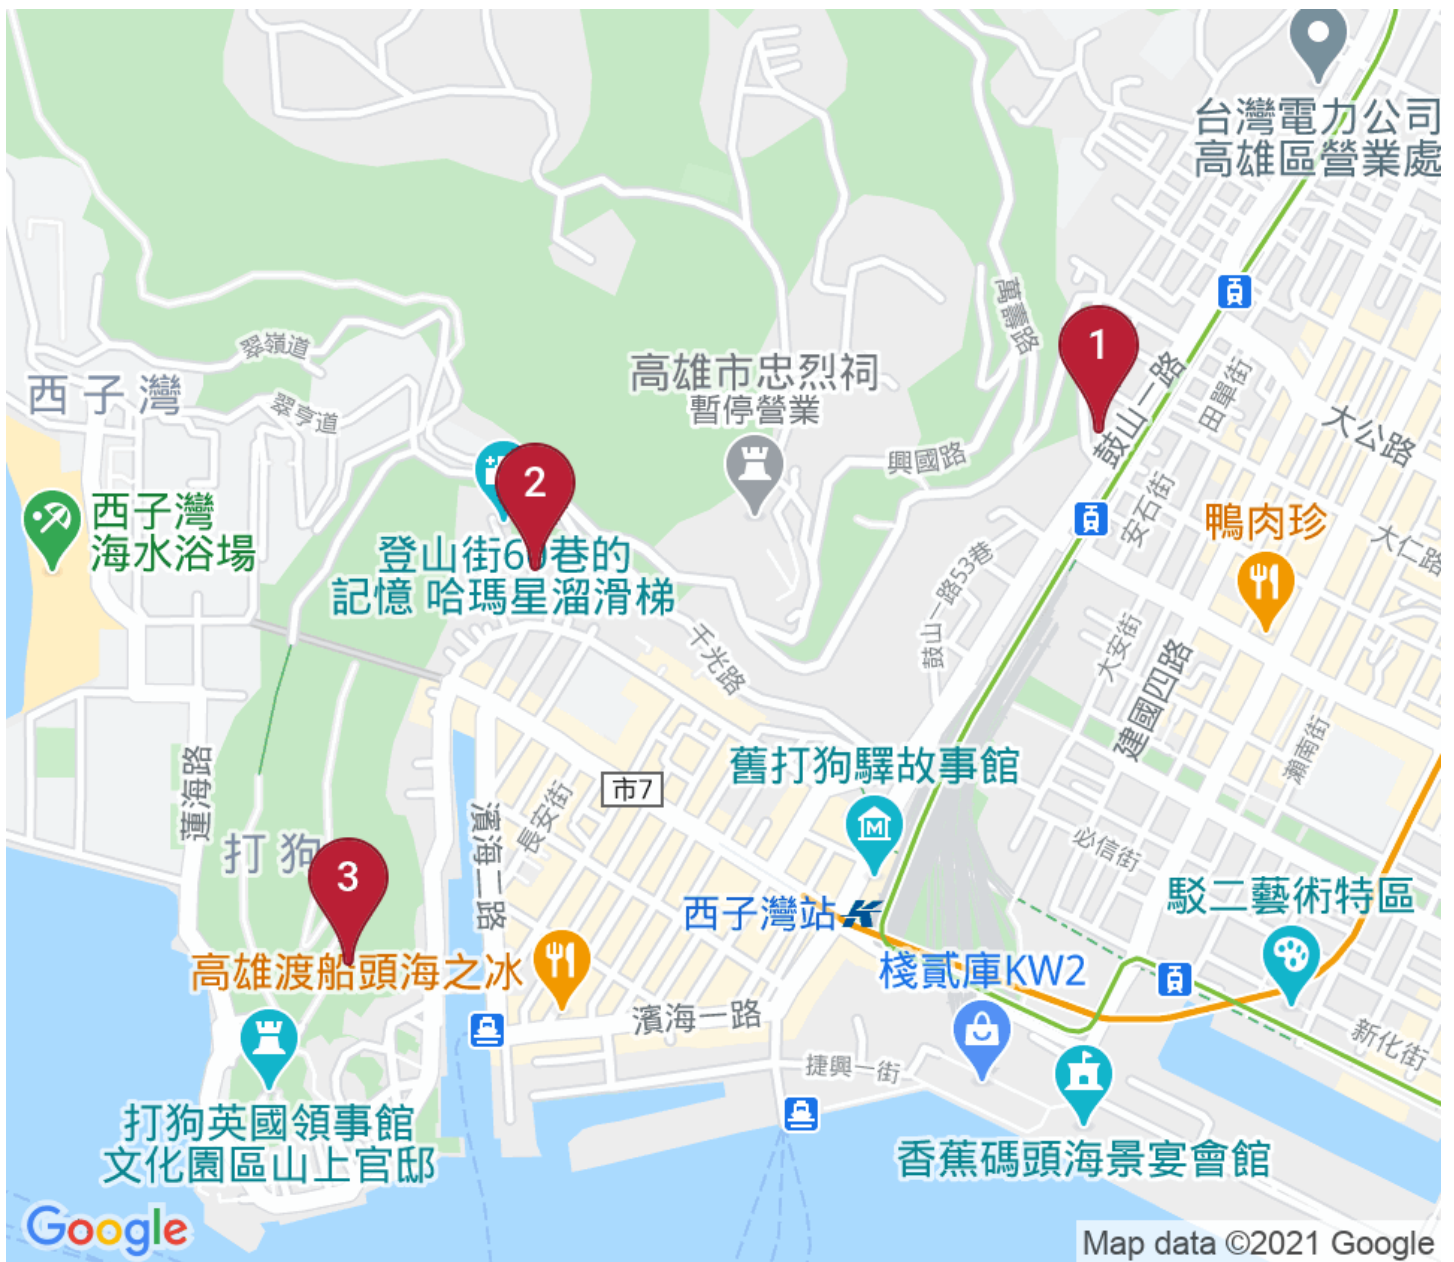 台灣電力公司
高雄區營業處
萬壽路
1
鼓山一路
田單街
大公路
翠嶺道
西子灣
翠亨道
高雄市忠烈祠
暫停營業
興國路
2
安石街
鴨肉珍
大仁路
西子灣
海水浴場
登山街60巷的
記憶 哈瑪星溜滑梯
鼓山一路53巷
千光路
大安街
建國四路
瀨南街
蓮海路
市7
舊打狗驛故事館
M
長安街
濱海二路
必信街
打狗
3
西子灣站
駁二藝術特區
高雄渡船頭海之冰
棧貳庫KW2
濱海一路
新化街
捷興一街
打狗英國領事館
文化園區山上官邸
香蕉碼頭海景宴會館
Google
Map data ©2021 Google